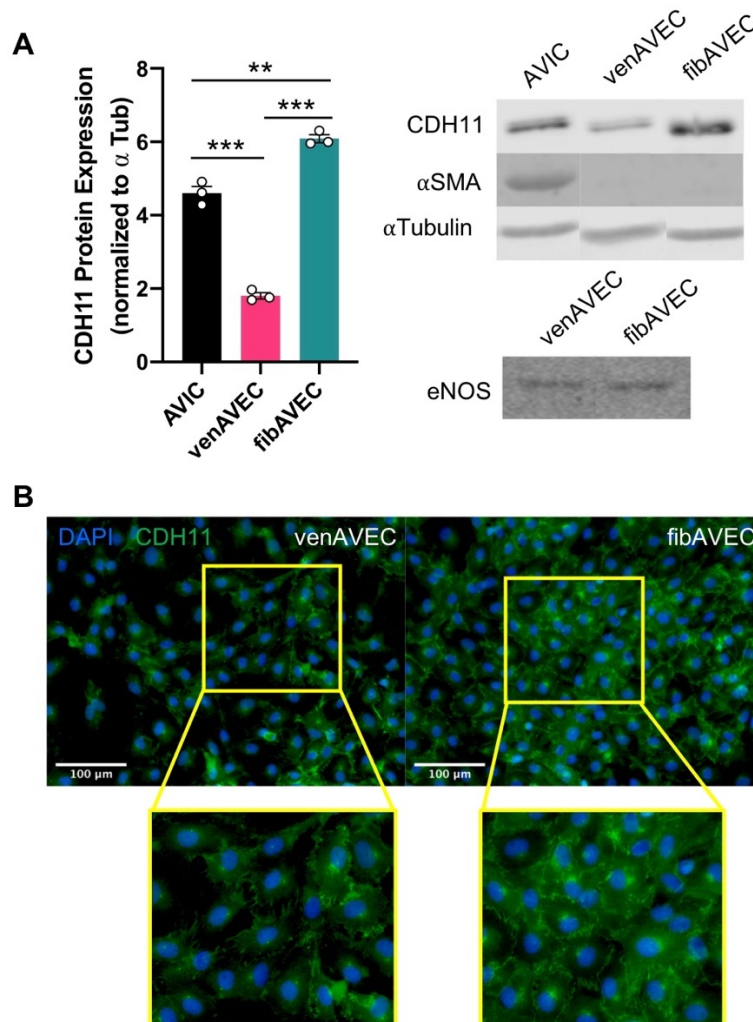 A
CDH11 Protein Expression
(normalized to α Tub)
8
6
4
2
0
**
***
***
AVIC
venAVEC
fibAVEC
AVIC
venAVEC
fibAVEC
CDH11
αSMA
αTubulin
venAVEC
fibAVEC
eNOS
B
DAPI CDH11
venAVEC
fibAVEC
100 µm
100 µm